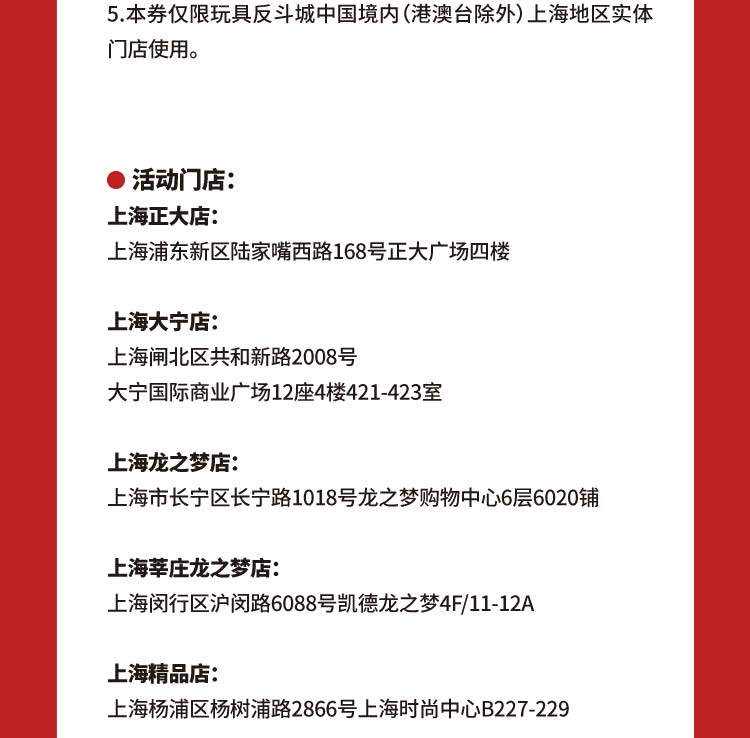 5.本券仅限玩具反斗城中国境内(港澳台除外)上海地区实体
门店使用。
活动门店：
上海正大店：
上海浦东新区陆家嘴西路168号正大广场四楼
上海大宁店：
上海闸北区共和新路2008号
大宁国际商业广场12座4楼421-423室
上海龙之梦店：
上海市长宁区长宁路1018号龙之梦购物中心6层6020铺
上海莘庄龙之梦店：
上海闵行区沪闵路6088号凯德龙之梦4F/11-12A
上海精品店：
上海杨浦区杨树浦路2866号上海时尚中心B227-229